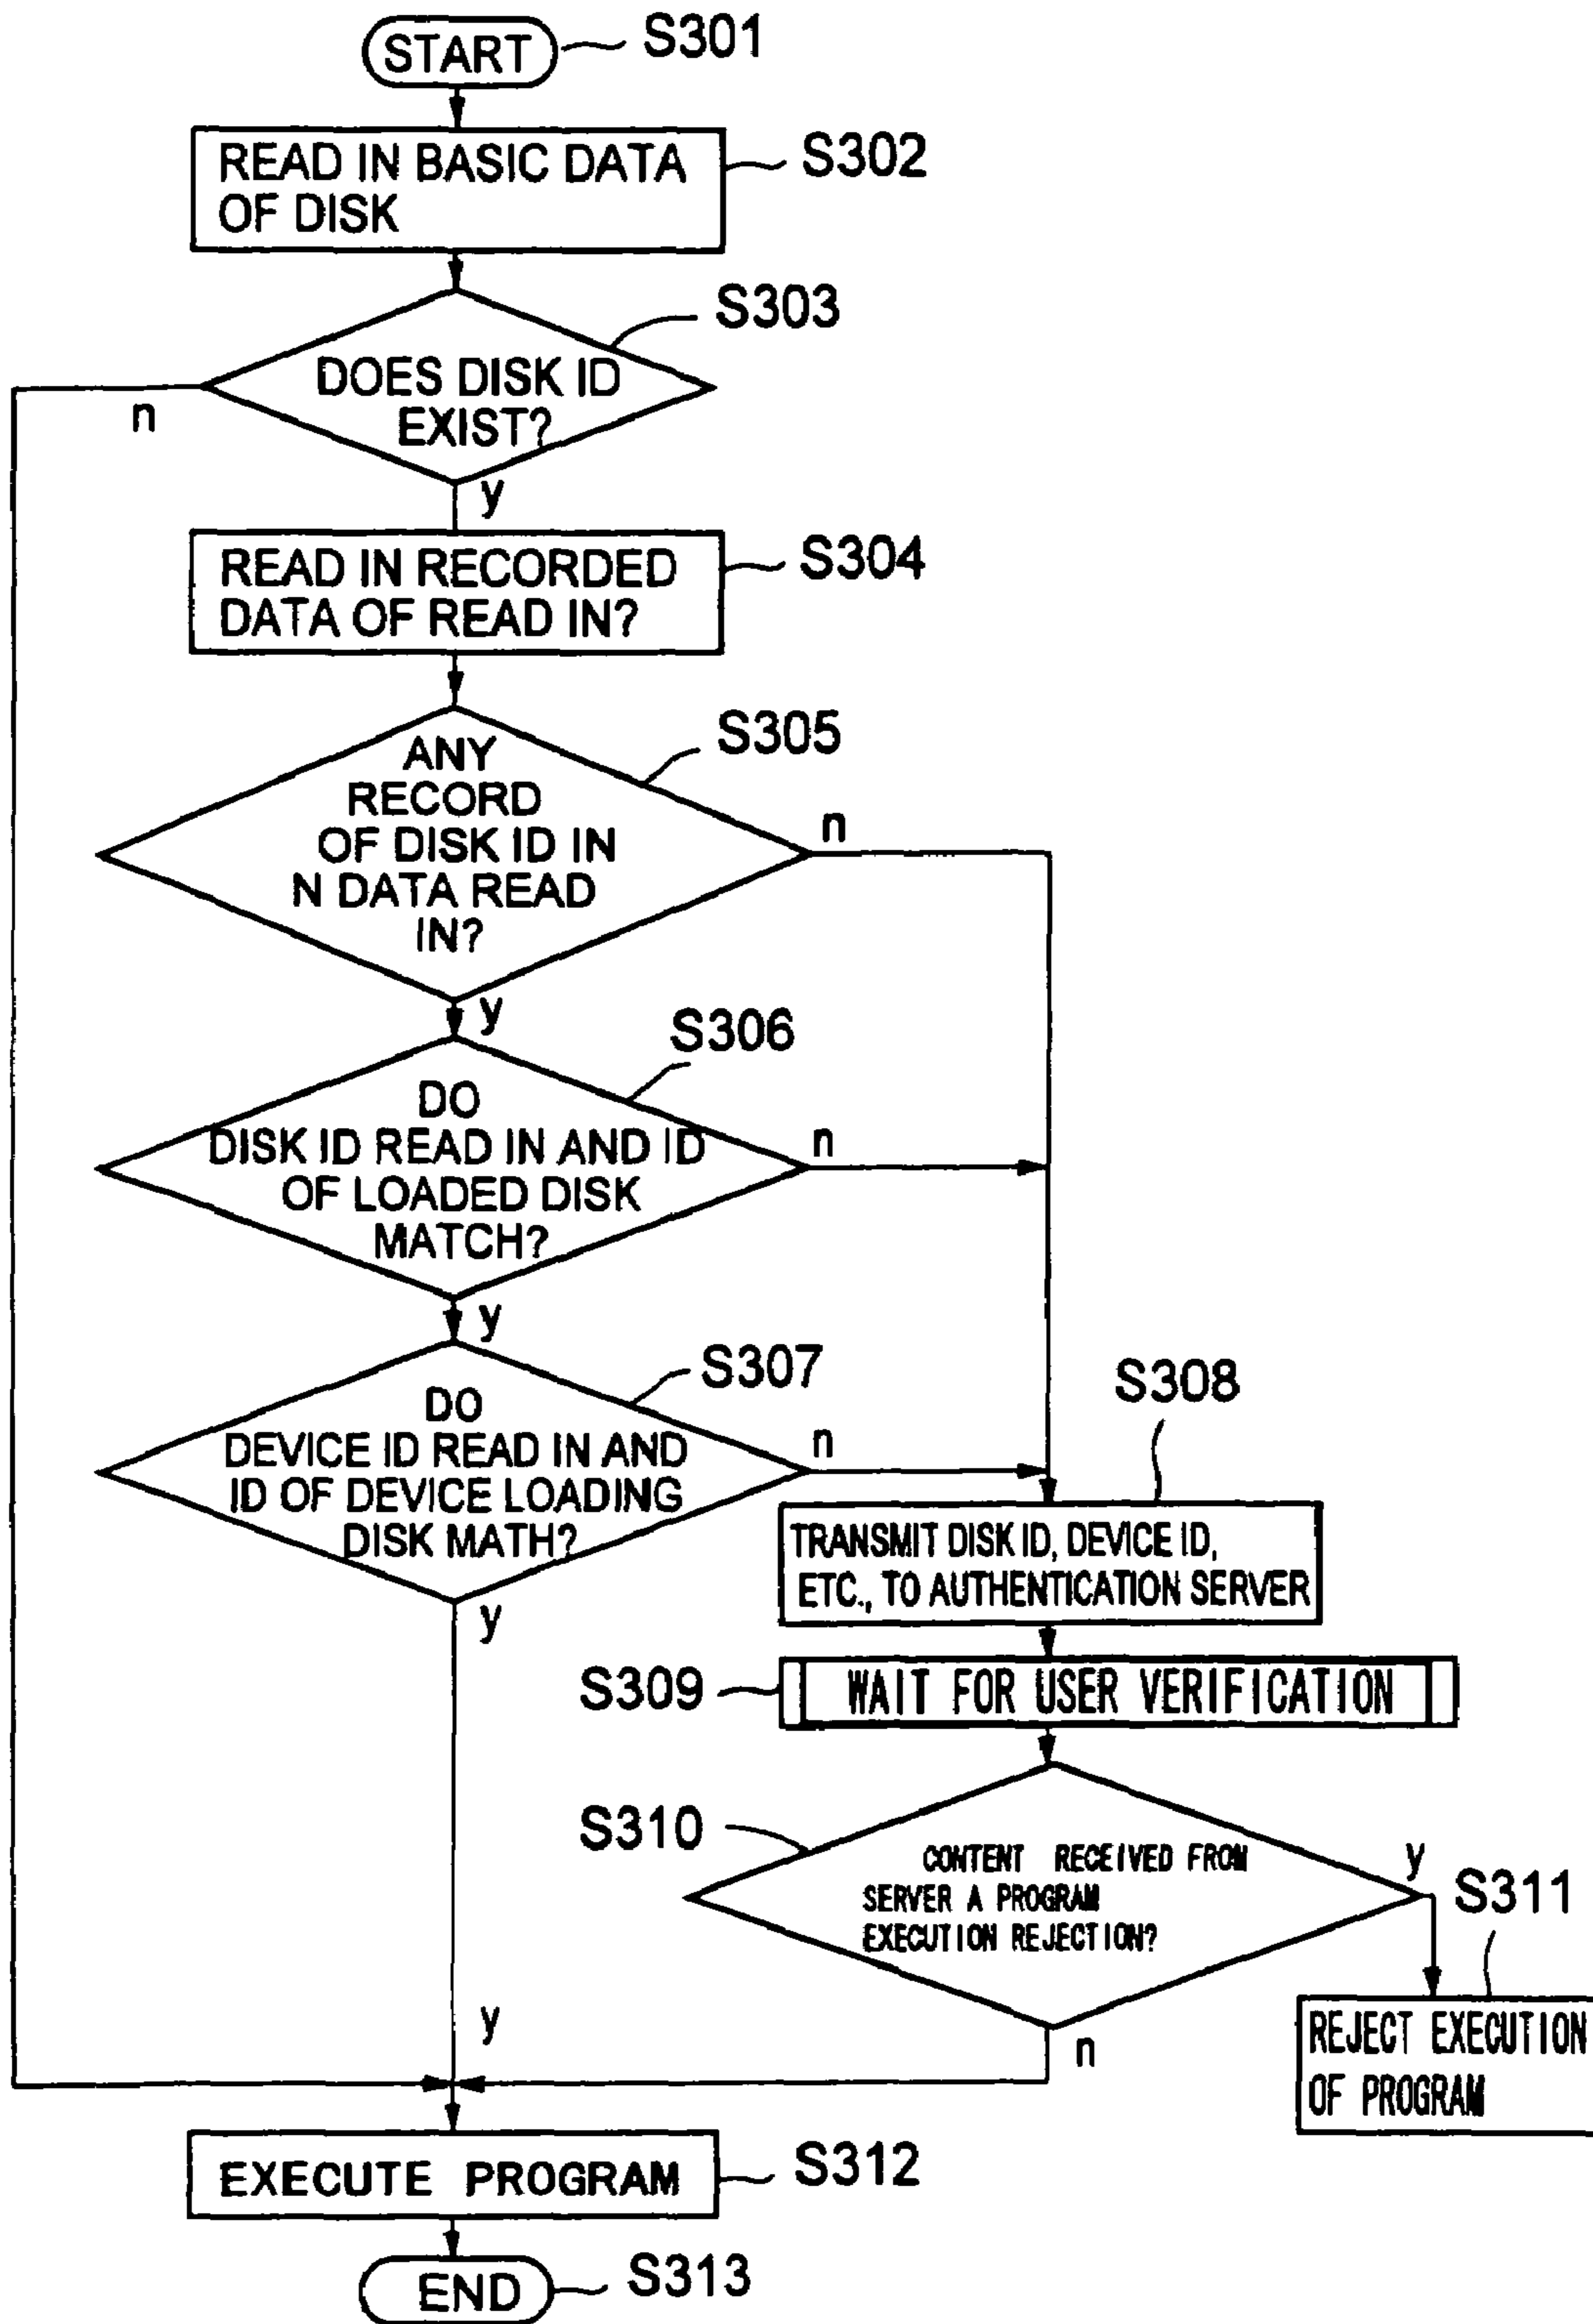 START
S301
READ IN BASIC DATA
OF DISK
S302
S303
DOES DISK ID
EXIST?
n
y
READ IN RECORDED
DATA OF READ IN?
S304
S305
ANY
RECORD
OF DISK ID IN
N DATA READ
IN?
n
y
S306
DO
DISK ID READ IN AND ID
OF LOADED DISK
MATCH?
n
y
S307
DO
DEVICE ID READ IN AND
ID OF DEVICE LOADING
DISK MATH?
n
y
S308
TRANSMIT DISK ID, DEVICE ID,
ETC., TO AUTHENTICATION SERVER
S309
WAIT FOR USER VERIFICATION
S310
CONTENT RECEIVED FROM
SERVER A PROGRAM
EXECUTION REJECTION?
y
S311
REJECT EXECUTION
OF PROGRAM
y
n
EXECUTE PROGRAM
S312
END
S313